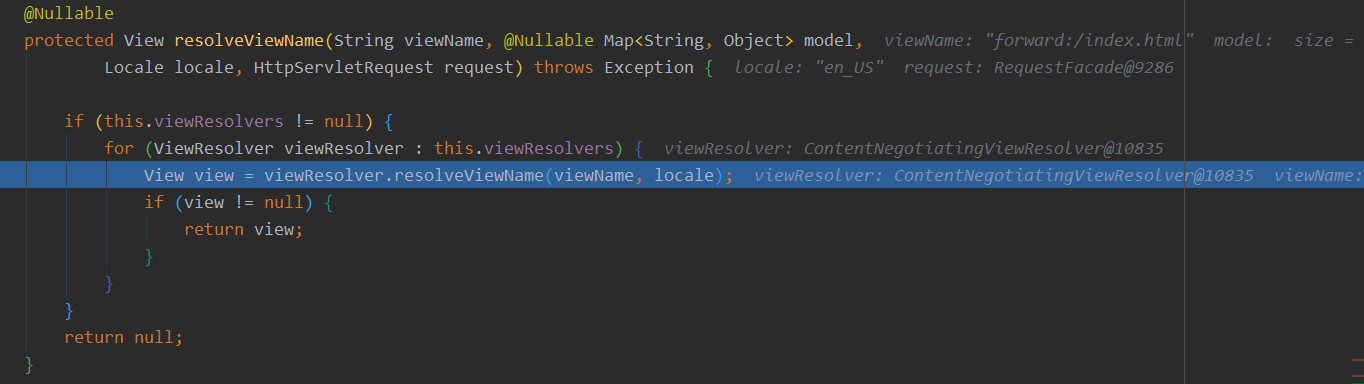 @Nullable
protected View resolveViewName(String viewName, @Nullable Map<String, Object> model,  viewName: "forward:/index.html"  model:  size =
Locale locale, HttpServletRequest request) throws Exception {  locale: "en_US"  request: RequestFacade@9286
if (this.viewResolvers != null) {
for (ViewResolver viewResolver : this.viewResolvers) {  viewResolver: ContentNegotiatingViewResolver@10835
View view = viewResolver.resolveViewName(viewName, locale);  viewResolver: ContentNegotiatingViewResolver@10835  viewName:
if (view != null) {
return view;
}
}
}
return null;
}